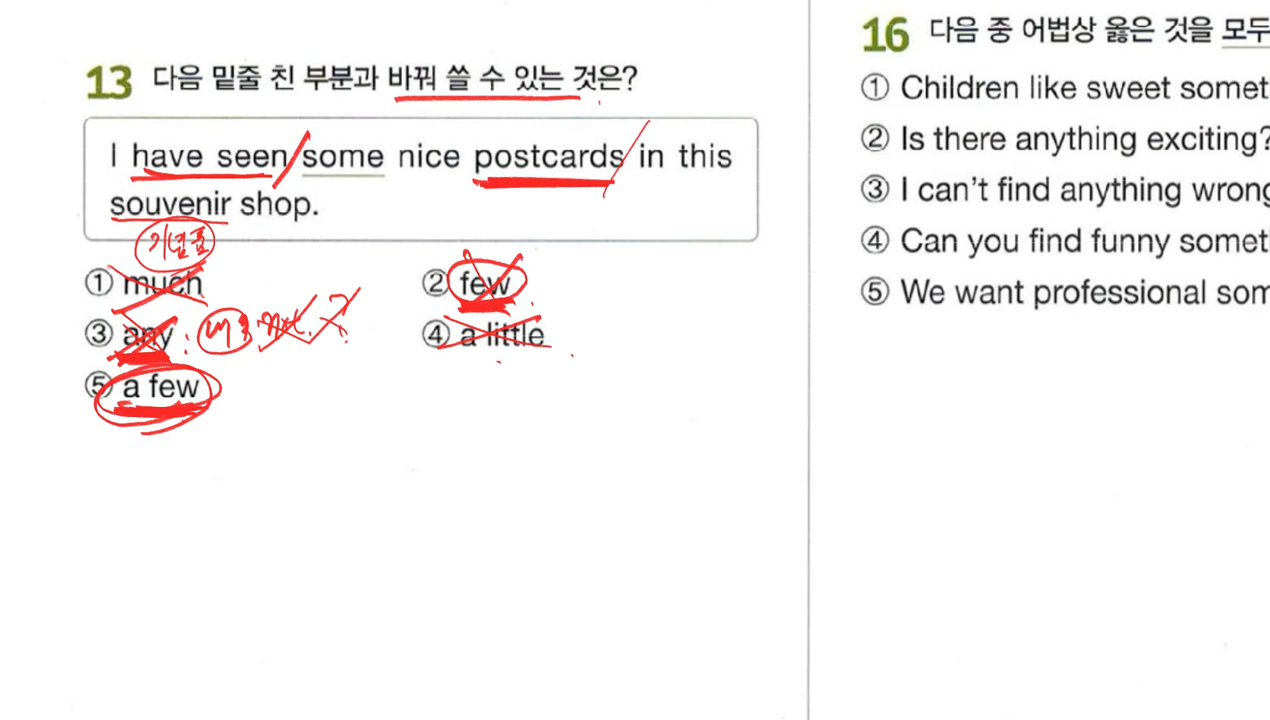 13 다음 밑줄 친 부분과 바꿔 쓸 수 있는 것은?
I have seen some nice postcards in this
souvenir shop.
기념품
① much
② few
③ any : not ?
④ a little
⑤ a few
16 다음 중 어법상 옳은 것을 모두
① Children like sweet somet
② Is there anything exciting?
③ I can't find anything wrong
④ Can you find funny somet
⑤ We want professional som